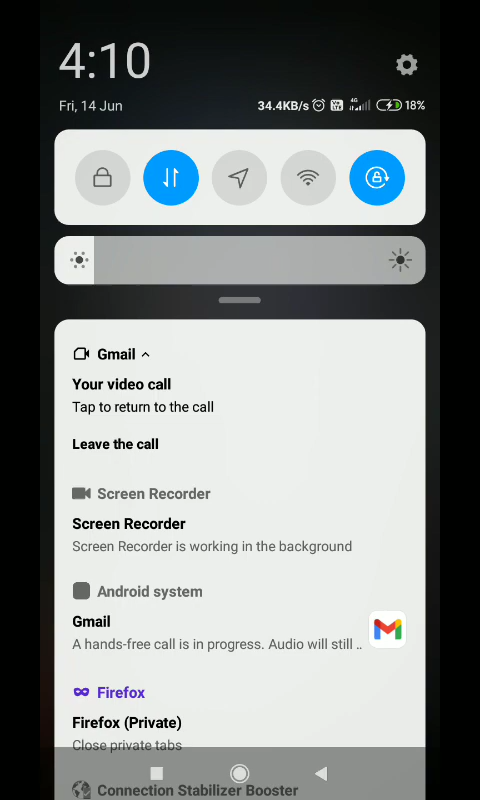 4:10
Fri, 14 Jun
34.4KB/s
4G
18%
Gmail
Your video call
Tap to return to the call
Leave the call
Screen Recorder
Screen Recorder
Screen Recorder is working in the background
Android system
Gmail
A hands-free call is in progress. Audio will still ..
Firefox
Firefox (Private)
Close private tabs
Connection Stabilizer Booster